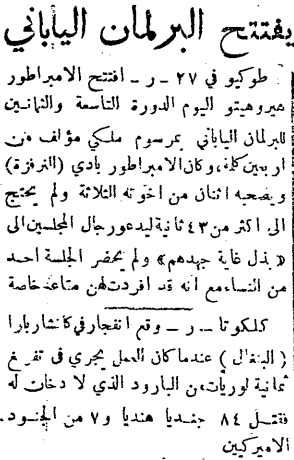 يفتتح البرلمان الياباني
طوكيو في ٢٧ - ر - افتتح الامبراطور
هيروهيتو اليوم الدورة التاسعة والثمانين
للبرلمان الياباني بمرسوم ملكي مؤلف من
اربعين كلمة، وكان الامبراطور بادي (النرفزة)
ويصحبه اثنان من اخوته الثلاثة ولم يحتج
الى اكثر من ٤٣ ثانية ليدعو رجال المجلسين الى
«بذل غاية جهدهم» ولم يحضر الجلسة احد
من النساء مع أنه قد افردت لهن مقاعد خاصة
كلكوتا - ر - وقع انفجار في كانشاربارا
(البنغال) عندما كان العمل يجري في تفريغ
ثمانية لوريات من البارود الذي لا دخان له
فقتل ٨٤ جنديا هنديا و ٧ من الجنود
الاميركيين